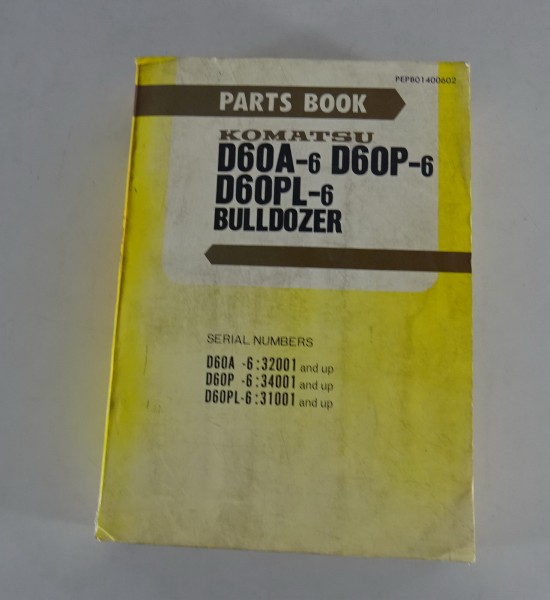 PEPB01400602
PARTS BOOK
KOMATSU
D60A-6 D60P-6
D60PL-6
BULLDOZER
SERIAL NUMBERS
D60A -6:32001 and up
D60P -6:34001 and up
D60PL-6:31001 and up